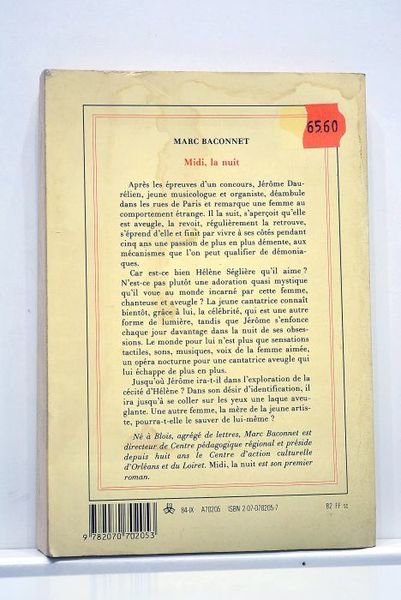 6560
MARC BACONNET
Midi, la nuit
Après les épreuves d'un concours, Jérôme Dau-
rélien, jeune musicologue et organiste, déambule
dans les rues de Paris et remarque une femme au
comportement étrange. Il la suit, s'aperçoit qu'elle
est aveugle, la revoit, régulièrement la retrouve,
s'éprend d'elle et finit par vivre à ses côtés pendant
cinq ans une passion de plus en plus démente, aux
mécanismes que l'on peut qualifier de démonia-
ques.
Car est-ce bien Hélène Séglière qu'il aime ?
N'est-ce pas plutôt une adoration quasi mystique
qu'il voue au monde incarné par cette femme,
chanteuse et aveugle ? La jeune cantatrice connaît
bientôt, grâce à lui, la célébrité, qui est une autre
forme de lumière, tandis que Jérôme s'enfonce
chaque jour davantage dans la nuit de ses obses-
sions. Le monde pour lui n'est plus que sensations
tactiles, sons, musiques, voix de la femme aimée,
un opéra nocturne pour une cantatrice aveugle qui
lui échappe de plus en plus.
Jusqu'où Jérôme ira-t-il dans l'exploration de la
cécité d'Hélène ? Dans son désir d'identification, il
ira jusqu'à se coller sur les yeux une laque aveu-
glante. Une autre femme, la mère de la jeune artis-
te, pourra-t-elle le sauver de lui-même ?
Né à Blois, agrégé de lettres, Marc Baconnet est
directeur de Centre pédagogique régional et préside
depuis huit ans le Centre d'action culturelle
d'Orléans et du Loiret. Midi, la nuit est son premier
roman.
84-IX A70205 ISBN 2-07-070205-7 82 FF tc
9 782070 702053